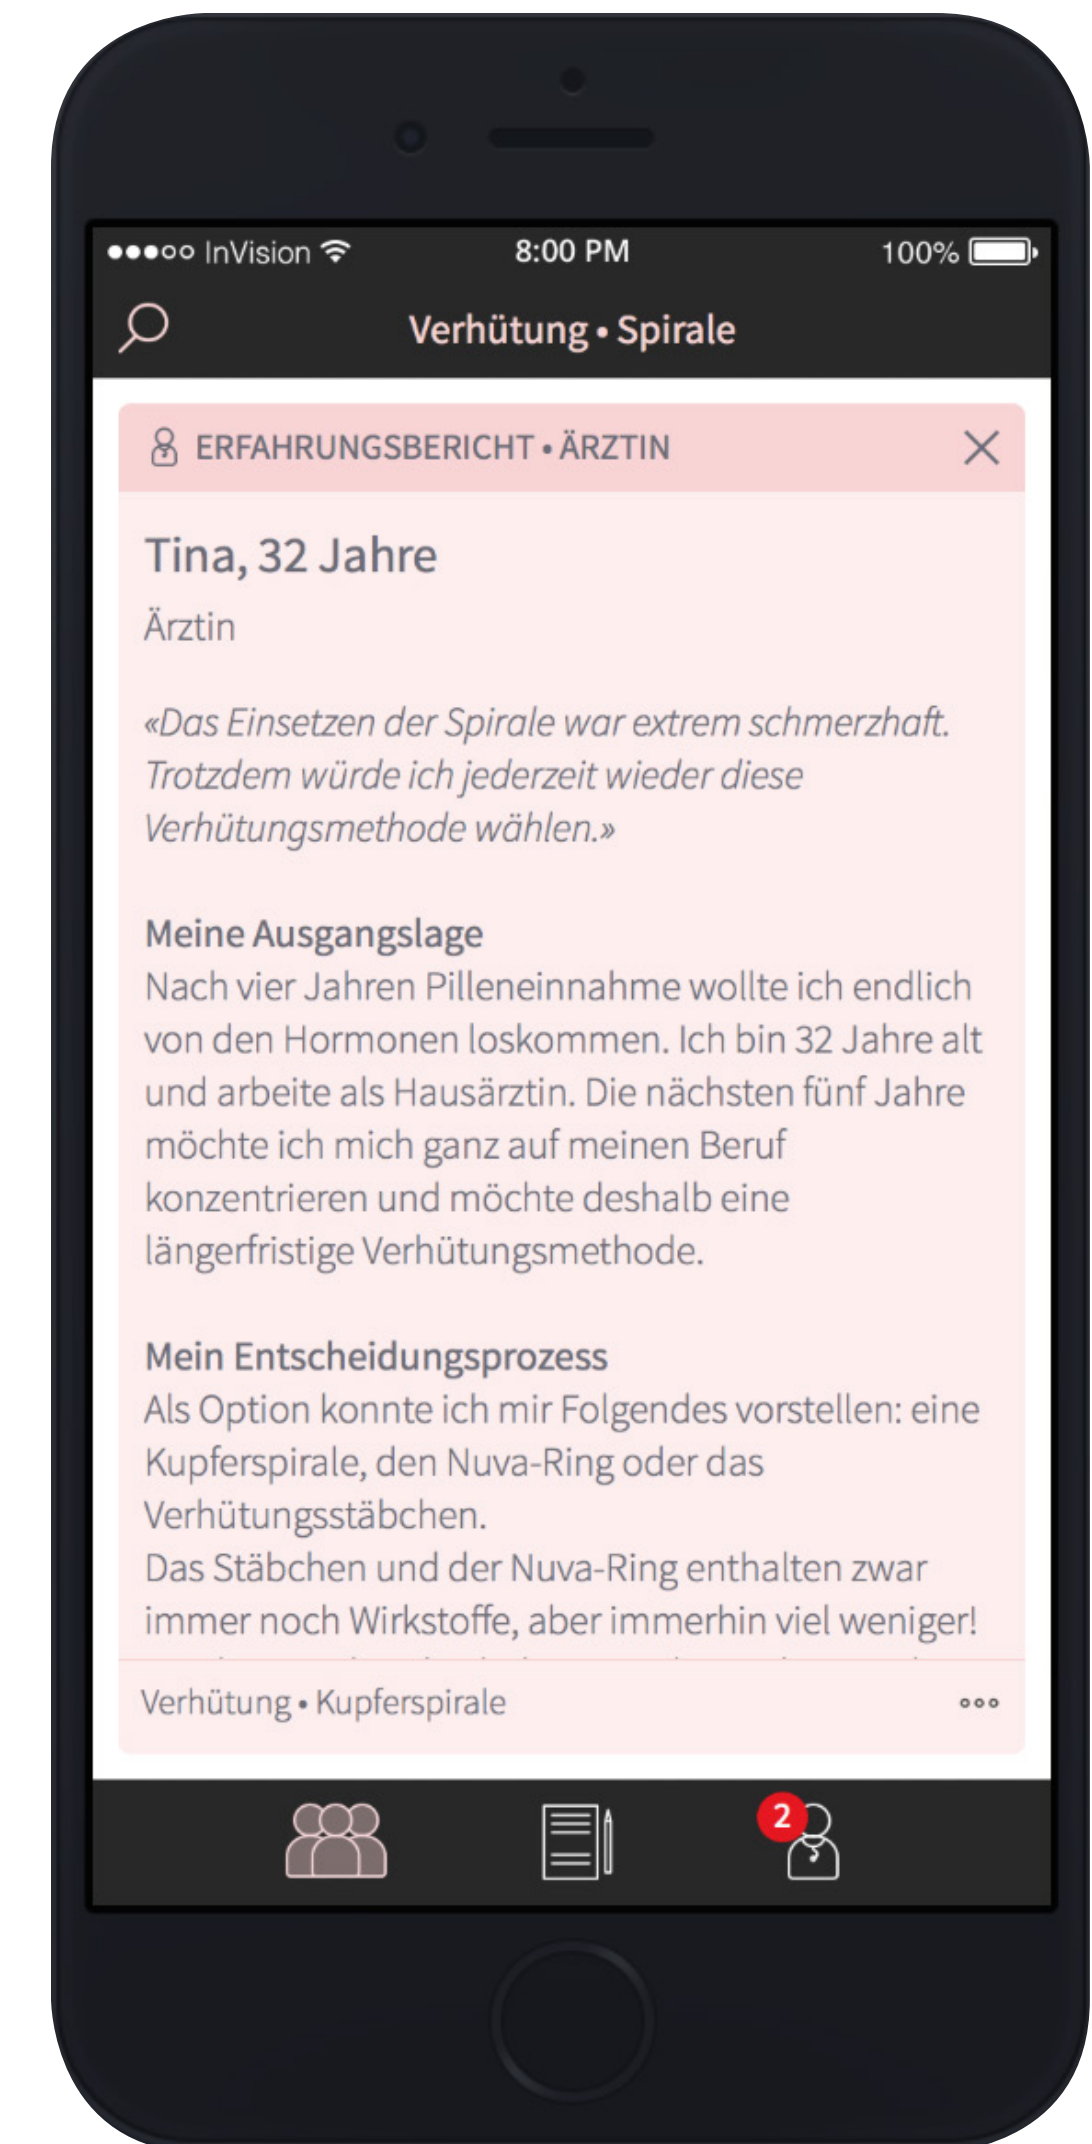 InVision 8:00 PM 100%
Verhütung • Spirale
ERFAHRUNGSBERICHT • ÄRZTIN
Tina, 32 Jahre
Ärztin
«Das Einsetzen der Spirale war extrem schmerzhaft.
Trotzdem würde ich jederzeit wieder diese
Verhütungsmethode wählen.»
Meine Ausgangslage
Nach vier Jahren Pilleneinnahme wollte ich endlich
von den Hormonen loskommen. Ich bin 32 Jahre alt
und arbeite als Hausärztin. Die nächsten fünf Jahre
möchte ich mich ganz auf meinen Beruf
konzentrieren und möchte deshalb eine
längerfristige Verhütungsmethode.
Mein Entscheidungsprozess
Als Option konnte ich mir Folgendes vorstellen: eine
Kupferspirale, den Nuva-Ring oder das
Verhütungsstäbchen.
Das Stäbchen und der Nuva-Ring enthalten zwar
immer noch Wirkstoffe, aber immerhin viel weniger!
Verhütung • Kupferspirale
2